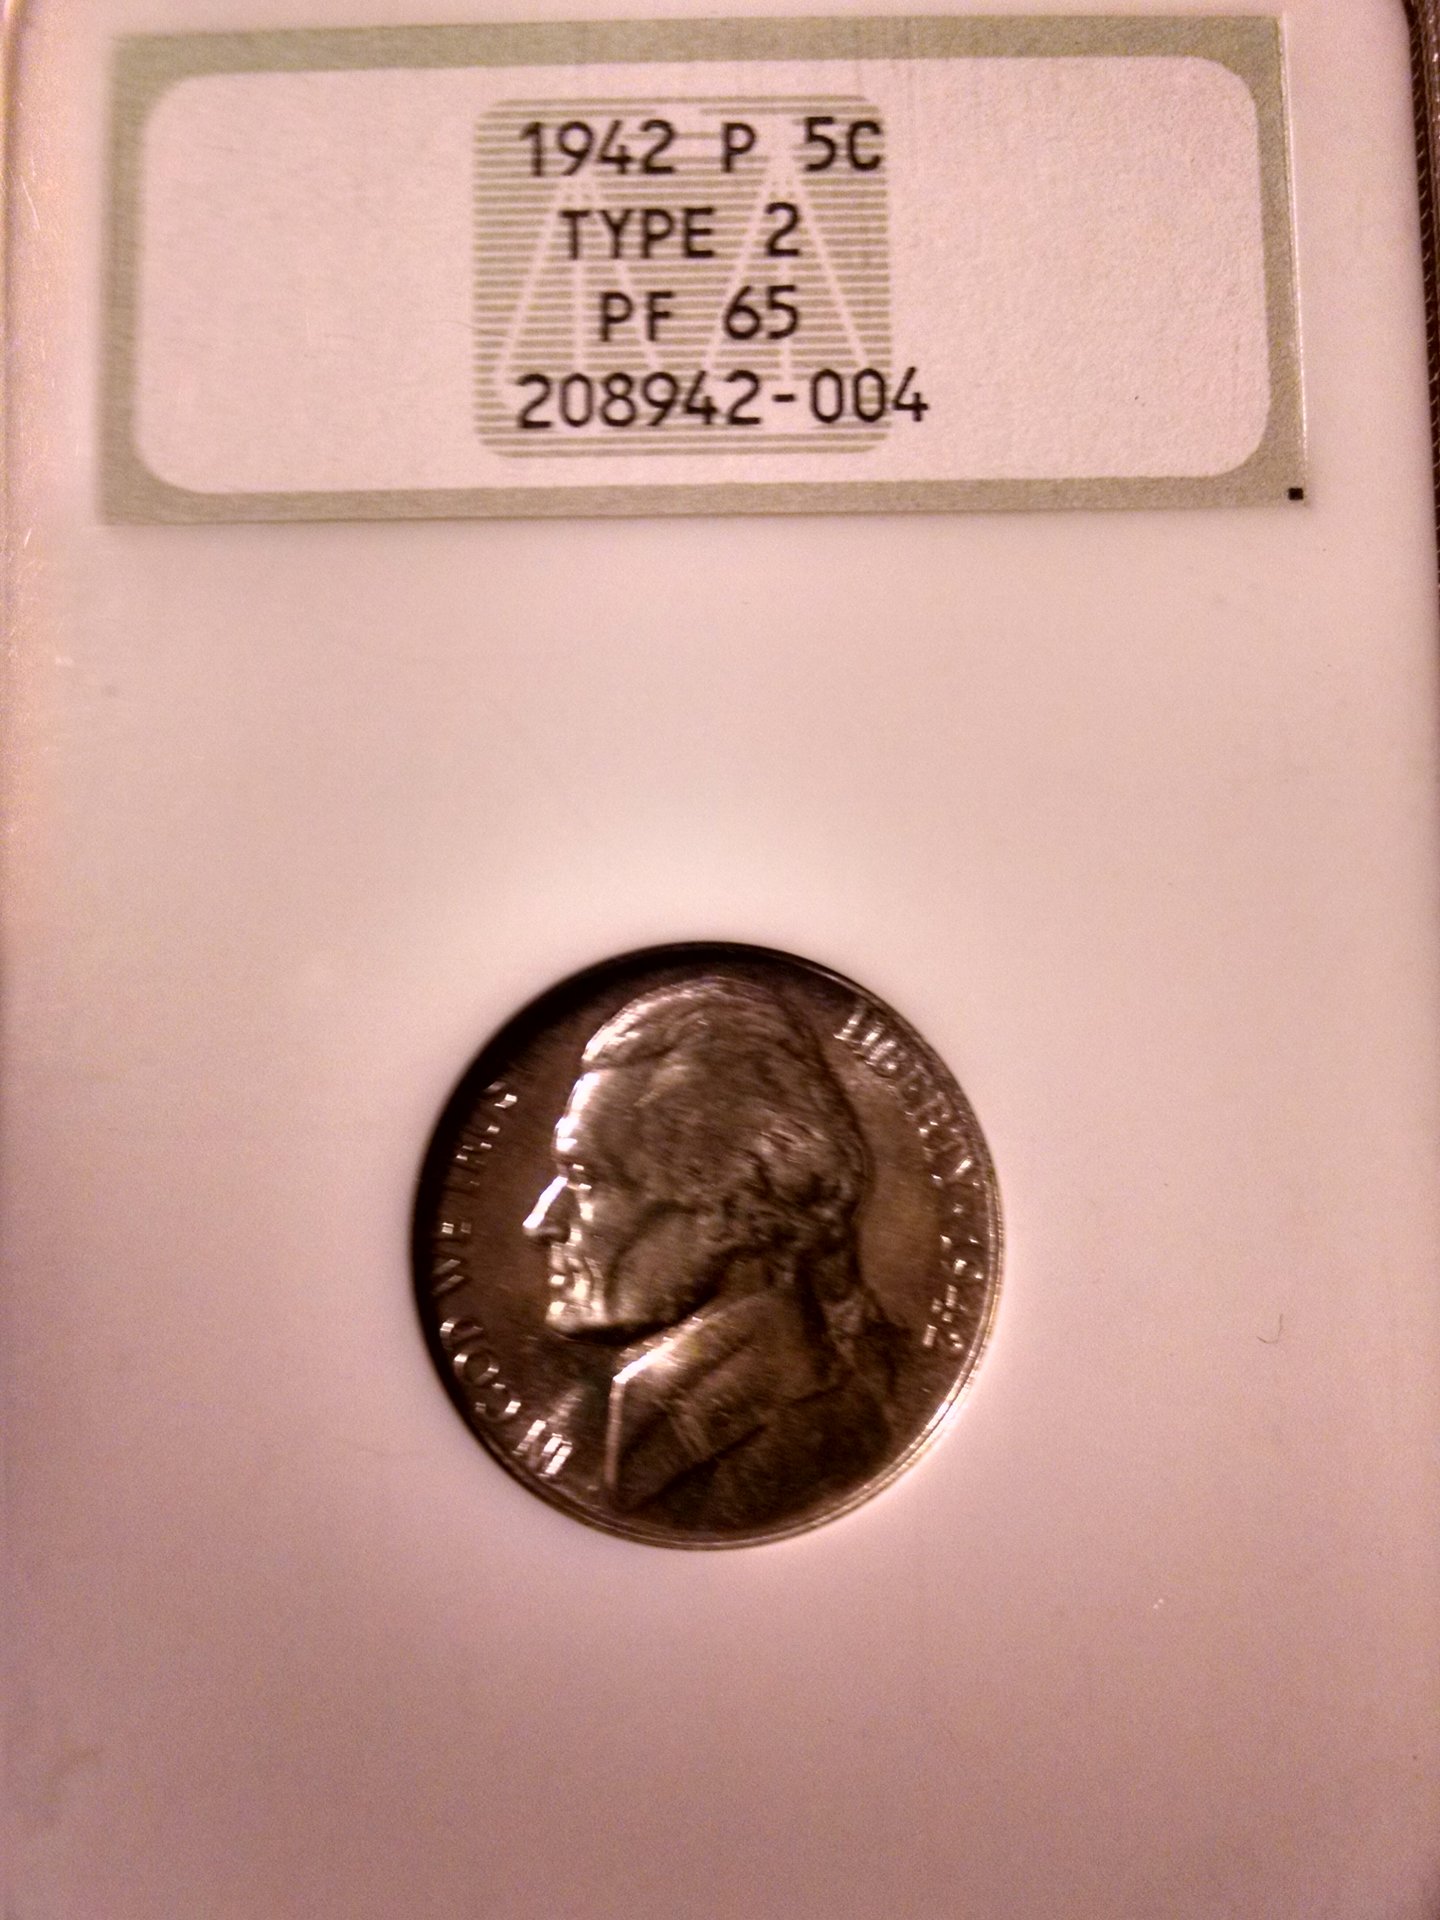 1942 P 5C
TYPE 2
PF 65
208942-004
IN GOD WE TRUST
LIBERTY ★ 1942